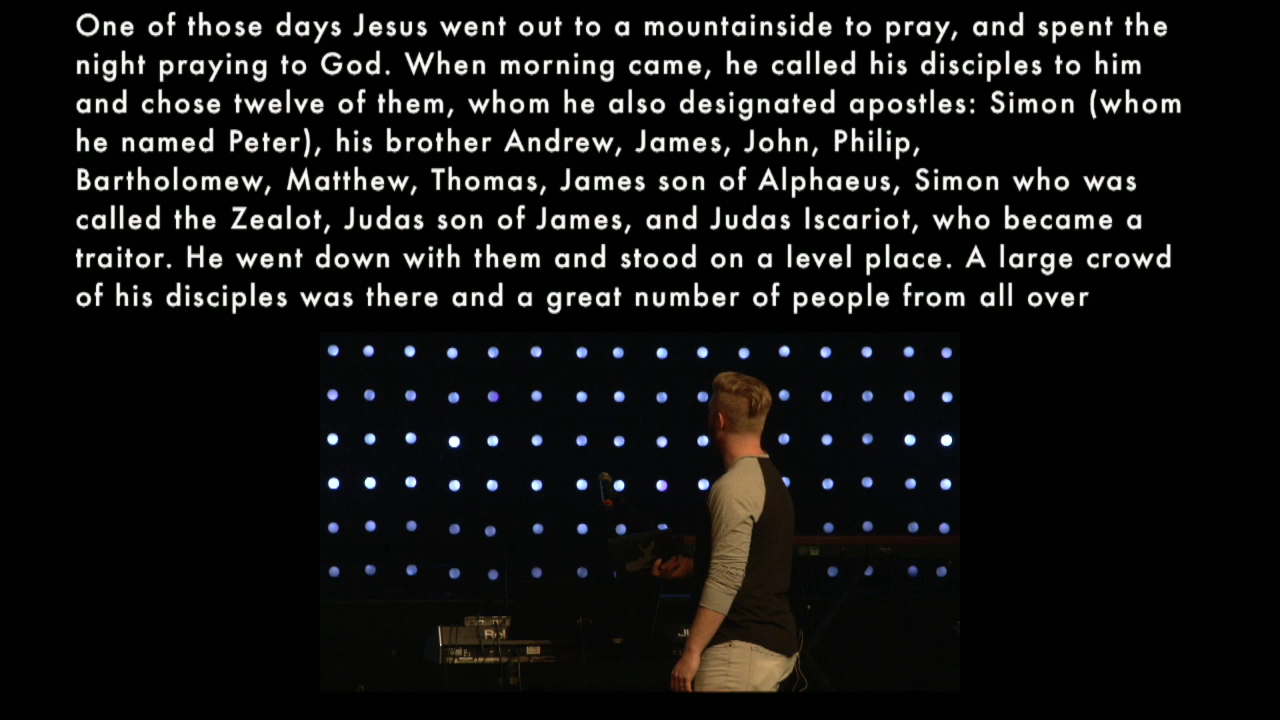 One of those days Jesus went out to a mountainside to pray, and spent the
night praying to God. When morning came, he called his disciples to him
and chose twelve of them, whom he also designated apostles: Simon (whom
he named Peter), his brother Andrew, James, John, Philip,
Bartholomew, Matthew, Thomas, James son of Alphaeus, Simon who was
called the Zealot, Judas son of James, and Judas Iscariot, who became a
traitor. He went down with them and stood on a level place. A large crowd
of his disciples was there and a great number of people from all over